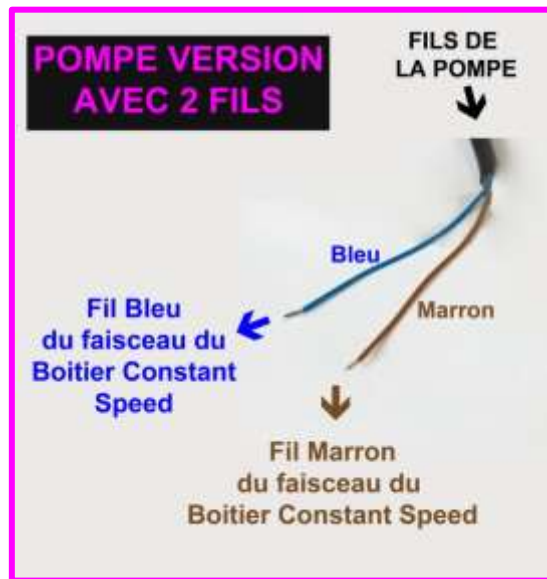 POMPE VERSION
AVEC 2 FILS
FILS DE
LA POMPE
Bleu
Marron
Fil Bleu
du faisceau du
Boitier Constant
Speed
Fil Marron
du faisceau du
Boitier Constant Speed